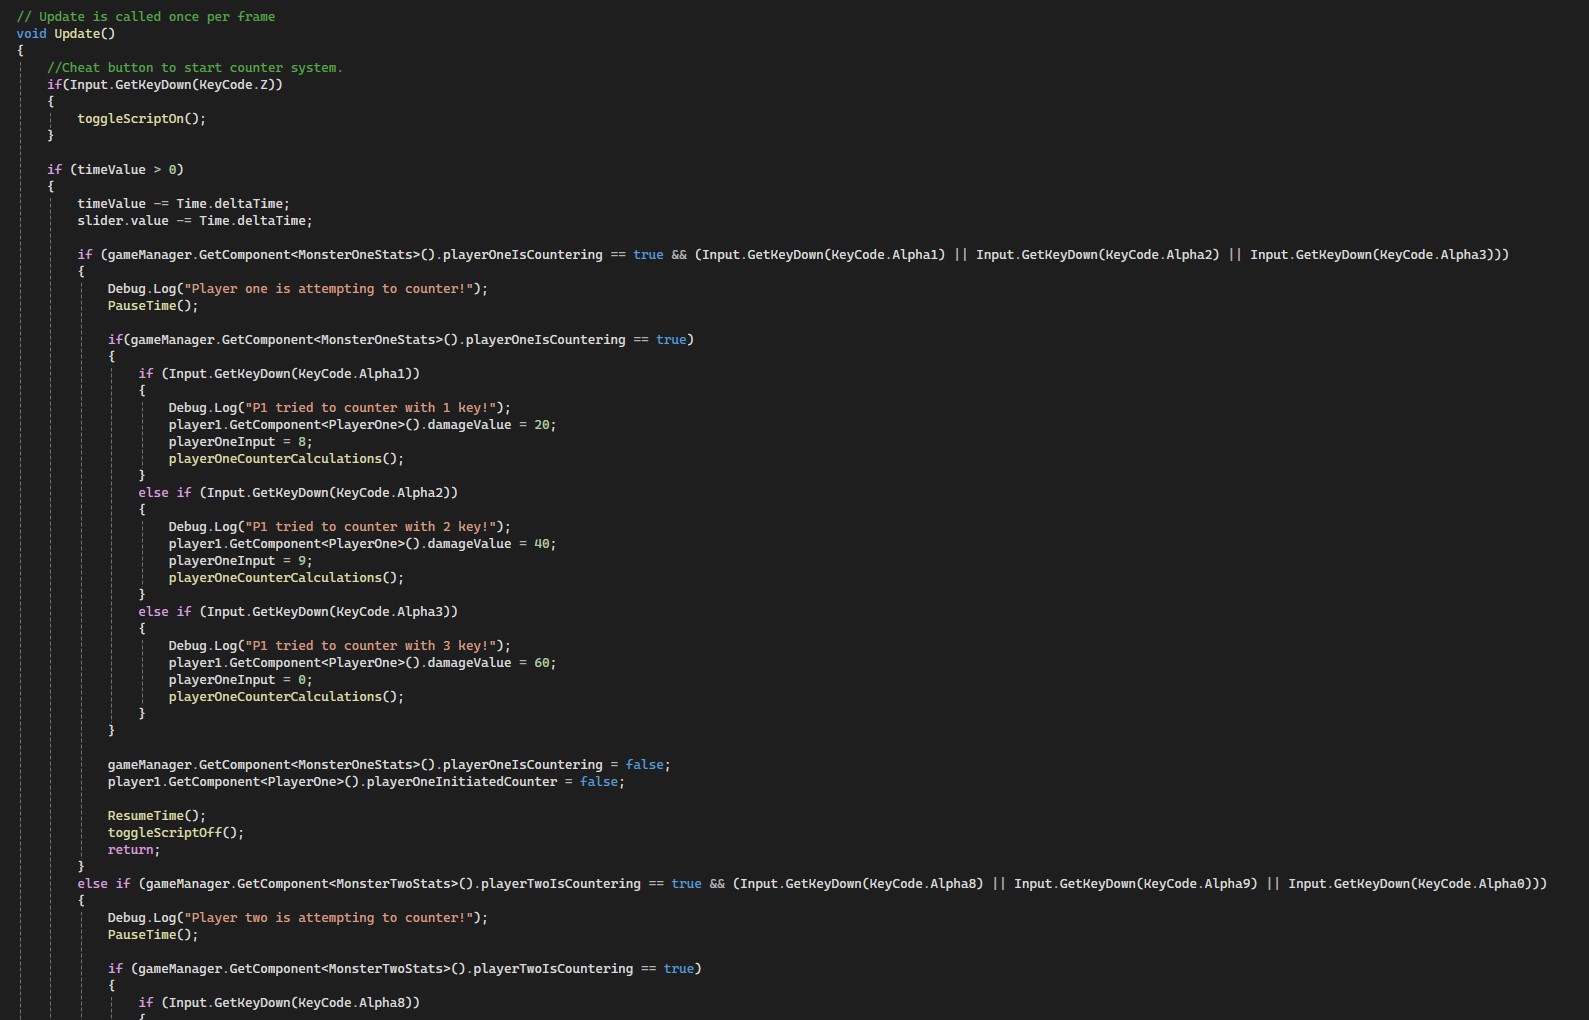 // Update is called once per frame
void Update()
{
//Cheat button to start counter system.
if(Input.GetKeyDown(KeyCode.Z))
{
toggleScriptOn();
}
if (timeValue > 0)
{
timeValue -= Time.deltaTime;
slider.value -= Time.deltaTime;
if (gameManager.GetComponent<MonsterOneStats>().playerOneIsCountering == true && (Input.GetKeyDown(KeyCode.Alpha1) || Input.GetKeyDown(KeyCode.Alpha2) || Input.GetKeyDown(KeyCode.Alpha3)))
{
Debug.Log("Player one is attempting to counter!");
PauseTime();
if(gameManager.GetComponent<MonsterOneStats>().playerOneIsCountering == true)
{
if (Input.GetKeyDown(KeyCode.Alpha1))
{
Debug.Log("P1 tried to counter with 1 key!");
player1.GetComponent<PlayerOne>().damageValue = 20;
playerOneInput = 8;
playerOneCounterCalculations();
}
else if (Input.GetKeyDown(KeyCode.Alpha2))
{
Debug.Log("P1 tried to counter with 2 key!");
player1.GetComponent<PlayerOne>().damageValue = 40;
playerOneInput = 9;
playerOneCounterCalculations();
}
else if (Input.GetKeyDown(KeyCode.Alpha3))
{
Debug.Log("P1 tried to counter with 3 key!");
player1.GetComponent<PlayerOne>().damageValue = 60;
playerOneInput = 0;
playerOneCounterCalculations();
}
}
gameManager.GetComponent<MonsterOneStats>().playerOneIsCountering = false;
player1.GetComponent<PlayerOne>().playerOneInitiatedCounter = false;
ResumeTime();
toggleScriptOff();
return;
}
else if (gameManager.GetComponent<MonsterTwoStats>().playerTwoIsCountering == true && (Input.GetKeyDown(KeyCode.Alpha8) || Input.GetKeyDown(KeyCode.Alpha9) || Input.GetKeyDown(KeyCode.Alpha0)))
{
Debug.Log("Player two is attempting to counter!");
PauseTime();
if (gameManager.GetComponent<MonsterTwoStats>().playerTwoIsCountering == true)
{
if (Input.GetKeyDown(KeyCode.Alpha8))
{